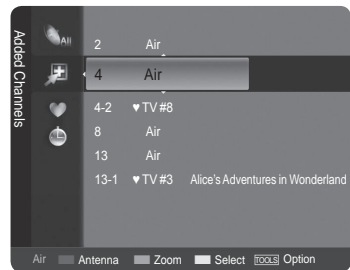 Added Channels
All
2 Air
4 Air
4-2 ♥ TV #8
8 Air
13 Air
13-1 ♥ TV #3 Alice's Adventures in Wonderland
Air Antenna Zoom Select TOOLS Option